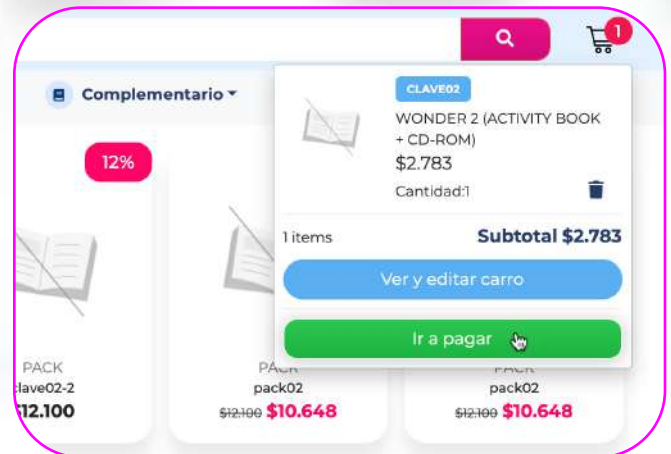 1
Complementario
CLAVE02
WONDER 2 (ACTIVITY BOOK
+ CD-ROM)
$2.783
Cantidad:1
1 items
Subtotal $2.783
Ver y editar carro
Ir a pagar
12%
PACK
clave02-2
$12.100
PACK
pack02
$12.100 $10.648
PACK
pack02
$12.100 $10.648